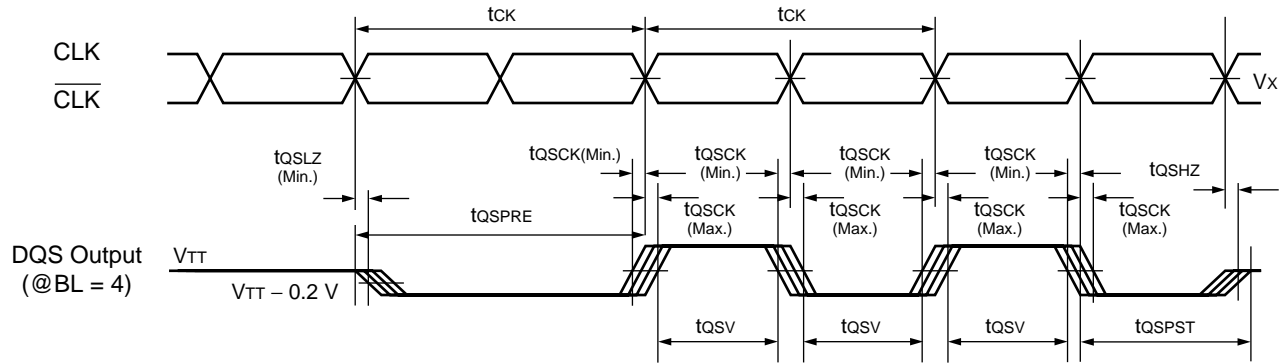 tCK tCK
CLK
CLK
VX
tQSLZ
(Min.)
tQSCK(Min.)
tQSCK
(Min.)
tQSCK
(Min.)
tQSCK
(Min.)
tQSHZ
tQSPRE
tQSCK
(Max.)
tQSCK
(Max.)
tQSCK
(Max.)
tQSCK
(Max.)
DQS Output
(@BL = 4)
VTT
VTT – 0.2 V
tQSV tQSV tQSV tQSPST